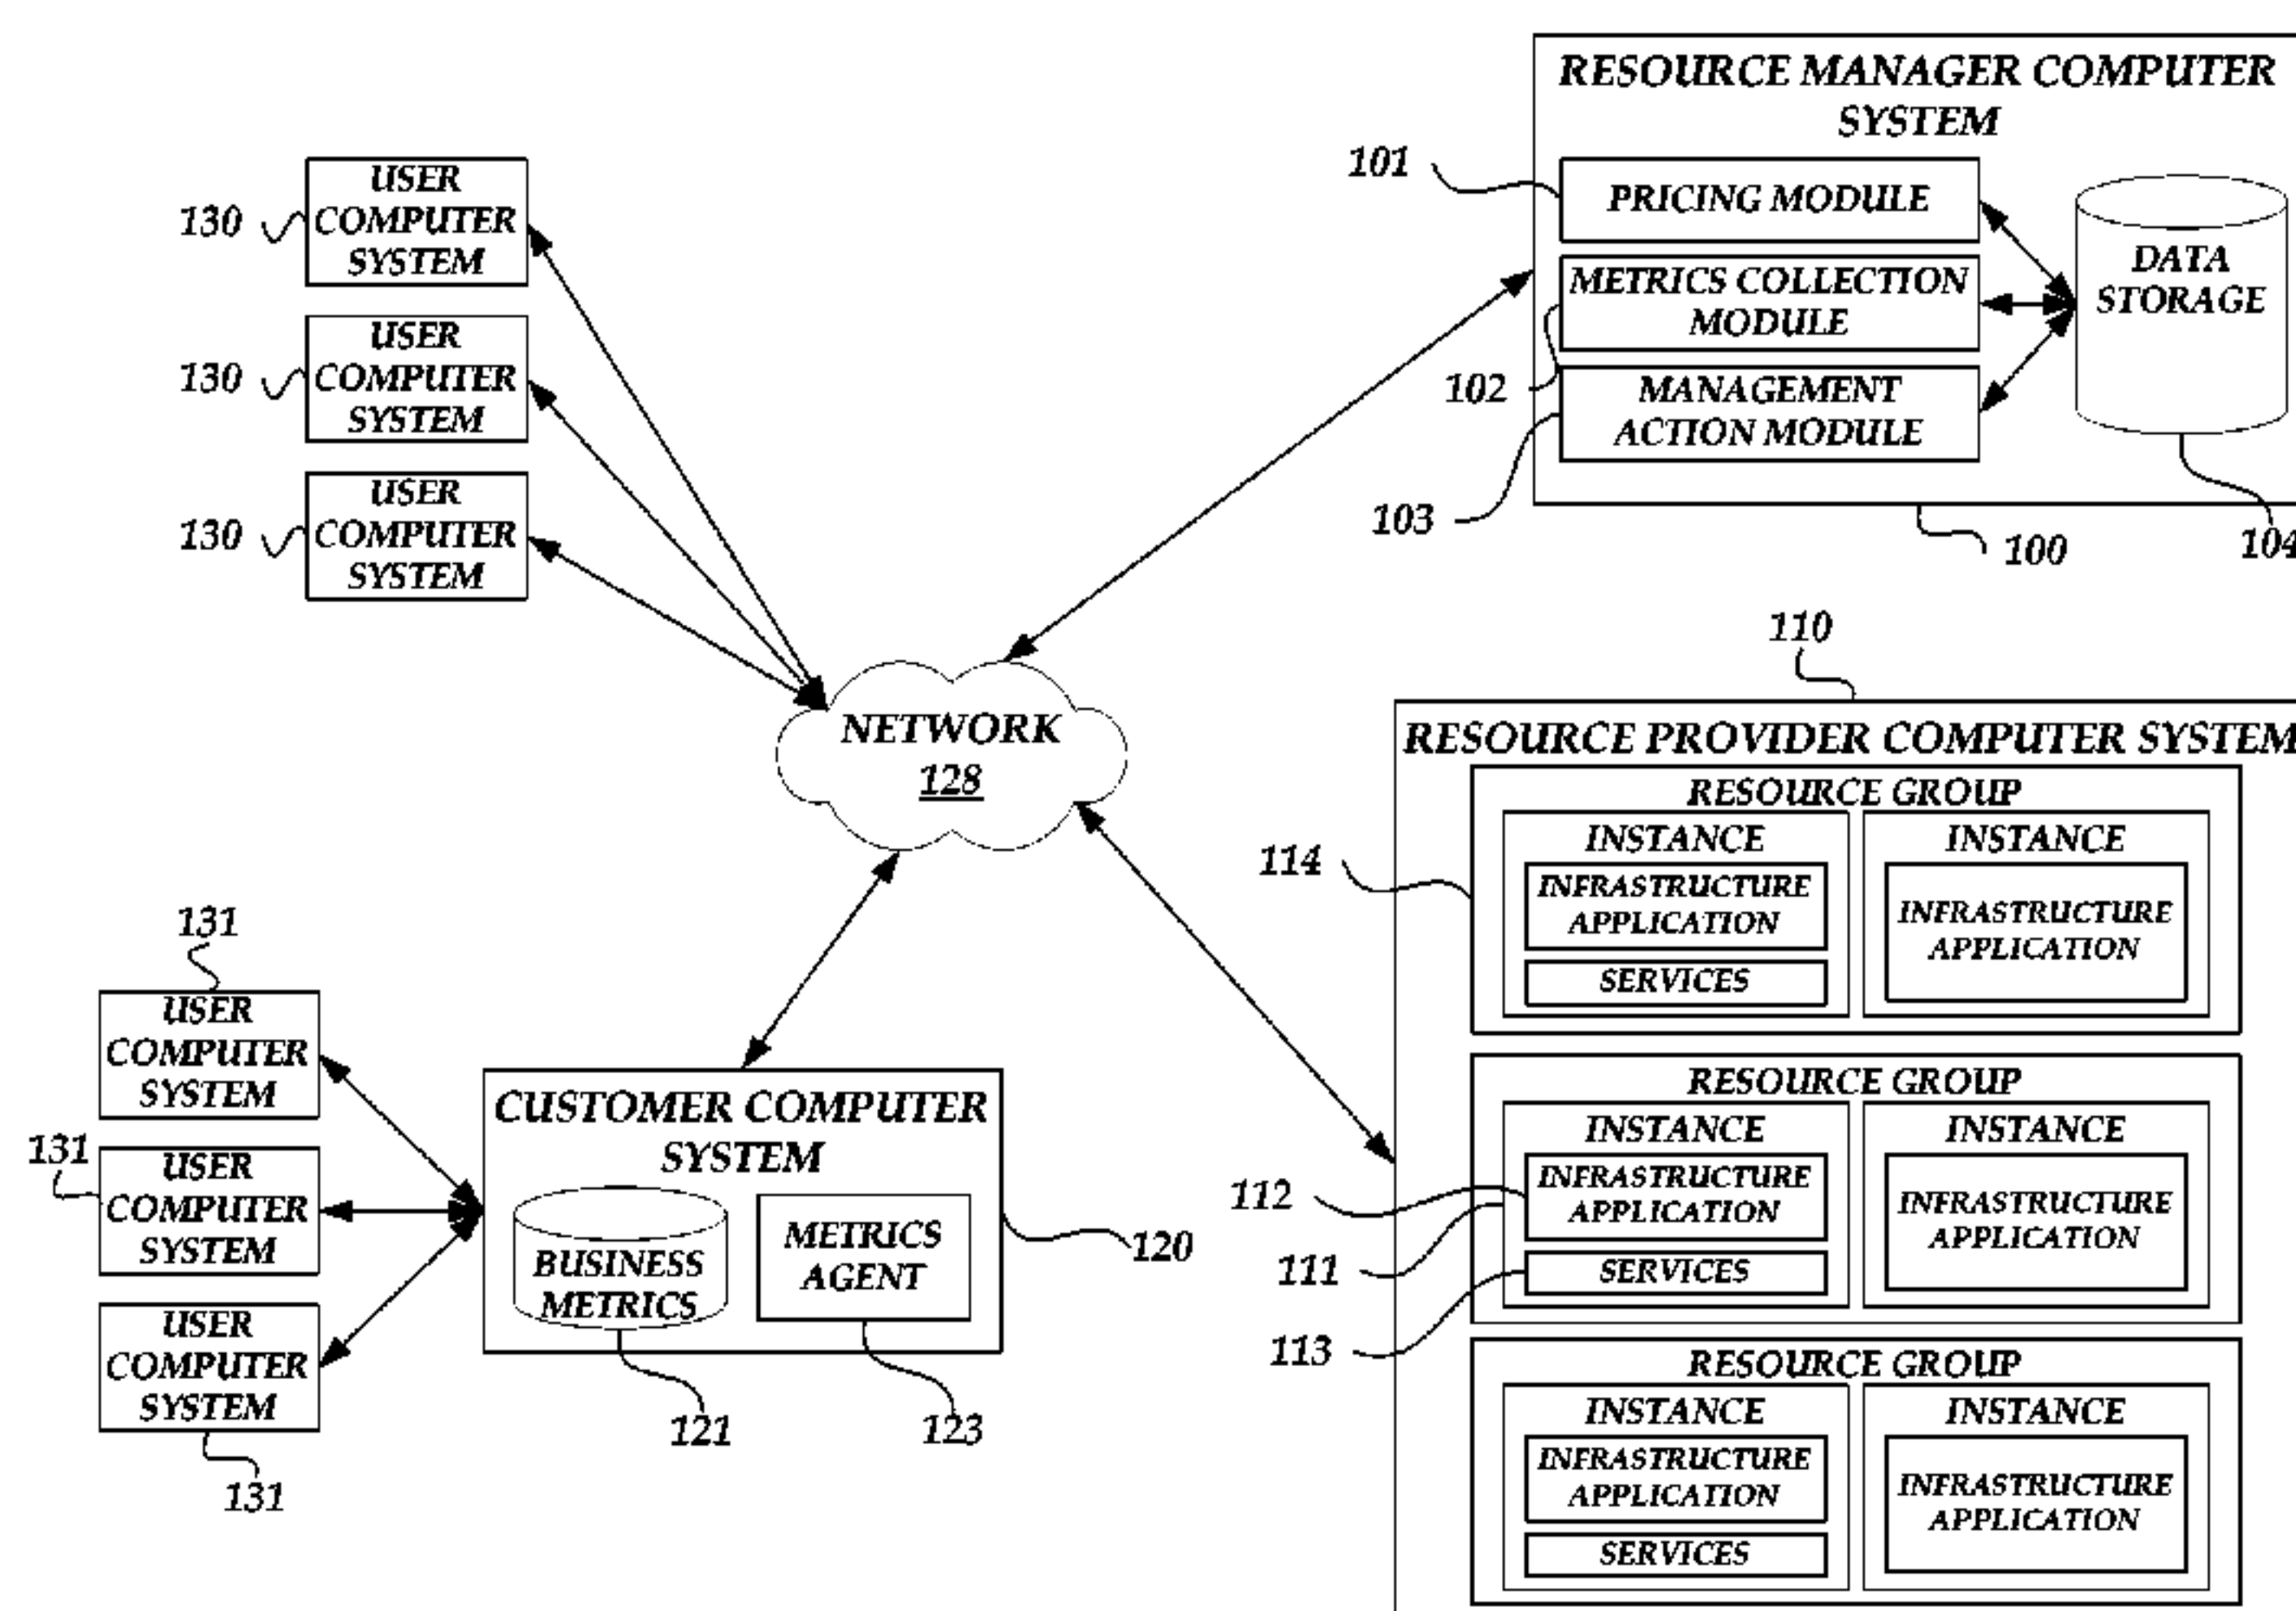 RESOURCE MANAGER COMPUTER
SYSTEM
101
PRICING MODULE
METRICS COLLECTION
MODULE
102
MANAGEMENT
ACTION MODULE
103
DATA
STORAGE
100
104
USER
COMPUTER
SYSTEM
130
USER
COMPUTER
SYSTEM
130
USER
COMPUTER
SYSTEM
130
NETWORK
128
110
RESOURCE PROVIDER COMPUTER SYSTEM
RESOURCE GROUP
114
INSTANCE
INFRASTRUCTURE
APPLICATION
SERVICES
INSTANCE
INFRASTRUCTURE
APPLICATION
RESOURCE GROUP
INSTANCE
112
INFRASTRUCTURE
APPLICATION
111
SERVICES
113
INSTANCE
INFRASTRUCTURE
APPLICATION
RESOURCE GROUP
INSTANCE
INFRASTRUCTURE
APPLICATION
SERVICES
INSTANCE
INFRASTRUCTURE
APPLICATION
131
USER
COMPUTER
SYSTEM
131
USER
COMPUTER
SYSTEM
USER
COMPUTER
SYSTEM
131
CUSTOMER COMPUTER
SYSTEM
BUSINESS
METRICS
METRICS
AGENT
120
121
123